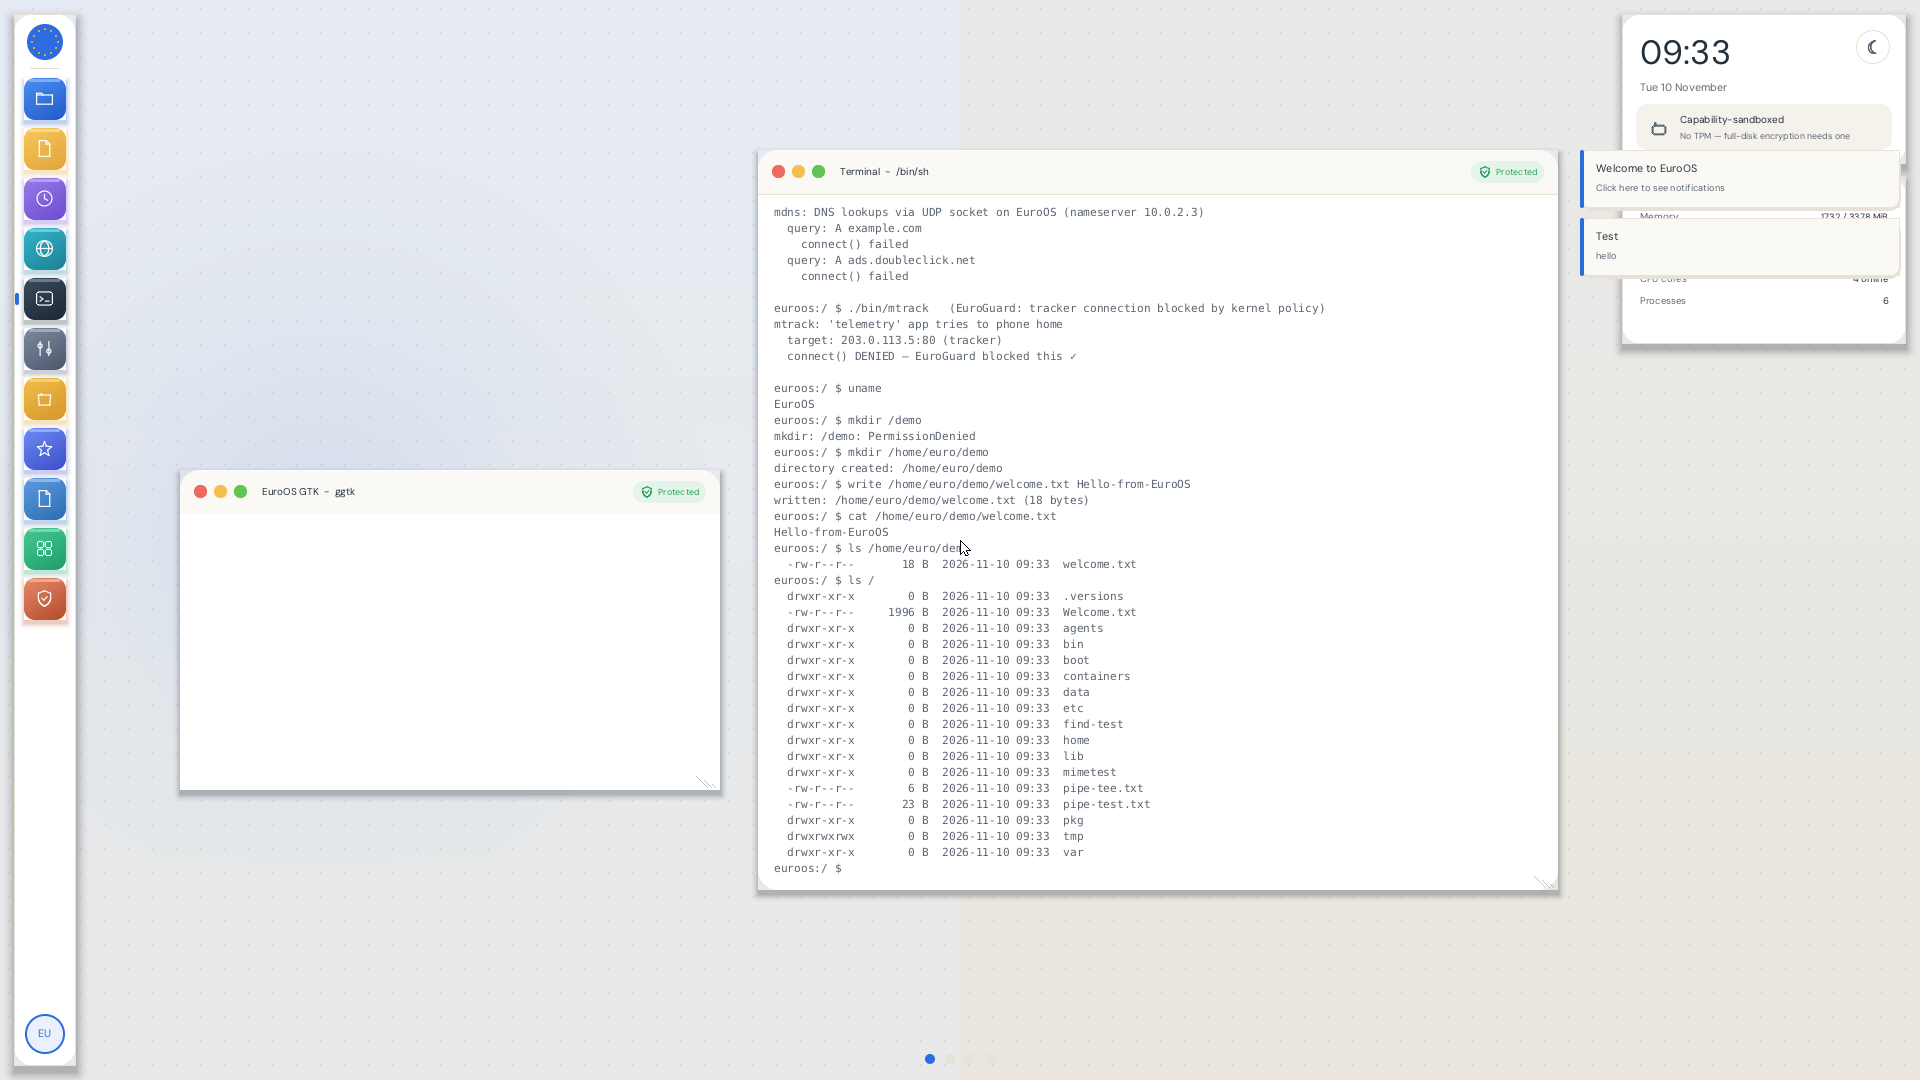 09:33
Tue 10 November
Capability-sandboxed
No TPM — full-disk encryption needs one
Welcome to EuroOS
Click here to see notifications
Memory 1732 / 3378 MiB
Test
hello
CPU cores 4 online
Processes 6
Terminal - /bin/sh
Protected
mdns: DNS lookups via UDP socket on EuroOS (nameserver 10.0.2.3)
query: A example.com
connect() failed
query: A ads.doubleclick.net
connect() failed
euroos:/ $ ./bin/mtrack (EuroGuard: tracker connection blocked by kernel policy)
mtrack: 'telemetry' app tries to phone home
target: 203.0.113.5:80 (tracker)
connect() DENIED — EuroGuard blocked this ✓
euroos:/ $ uname
EuroOS
euroos:/ $ mkdir /demo
mkdir: /demo: PermissionDenied
euroos:/ $ mkdir /home/euro/demo
directory created: /home/euro/demo
euroos:/ $ write /home/euro/demo/welcome.txt Hello-from-EuroOS
written: /home/euro/demo/welcome.txt (18 bytes)
euroos:/ $ cat /home/euro/demo/welcome.txt
Hello-from-EuroOS
euroos:/ $ ls /home/euro/demo
-rw-r--r-- 18 B 2026-11-10 09:33 welcome.txt
euroos:/ $ ls /
drwxr-xr-x 0 B 2026-11-10 09:33 .versions
-rw-r--r-- 1996 B 2026-11-10 09:33 Welcome.txt
drwxr-xr-x 0 B 2026-11-10 09:33 agents
drwxr-xr-x 0 B 2026-11-10 09:33 bin
drwxr-xr-x 0 B 2026-11-10 09:33 boot
drwxr-xr-x 0 B 2026-11-10 09:33 containers
drwxr-xr-x 0 B 2026-11-10 09:33 data
drwxr-xr-x 0 B 2026-11-10 09:33 etc
drwxr-xr-x 0 B 2026-11-10 09:33 find-test
drwxr-xr-x 0 B 2026-11-10 09:33 home
drwxr-xr-x 0 B 2026-11-10 09:33 lib
drwxr-xr-x 0 B 2026-11-10 09:33 mimetest
-rw-r--r-- 6 B 2026-11-10 09:33 pipe-tee.txt
-rw-r--r-- 23 B 2026-11-10 09:33 pipe-test.txt
drwxr-xr-x 0 B 2026-11-10 09:33 pkg
drwxrwxrwx 0 B 2026-11-10 09:33 tmp
drwxr-xr-x 0 B 2026-11-10 09:33 var
euroos:/ $
EuroOS GTK - ggtk
Protected
EU